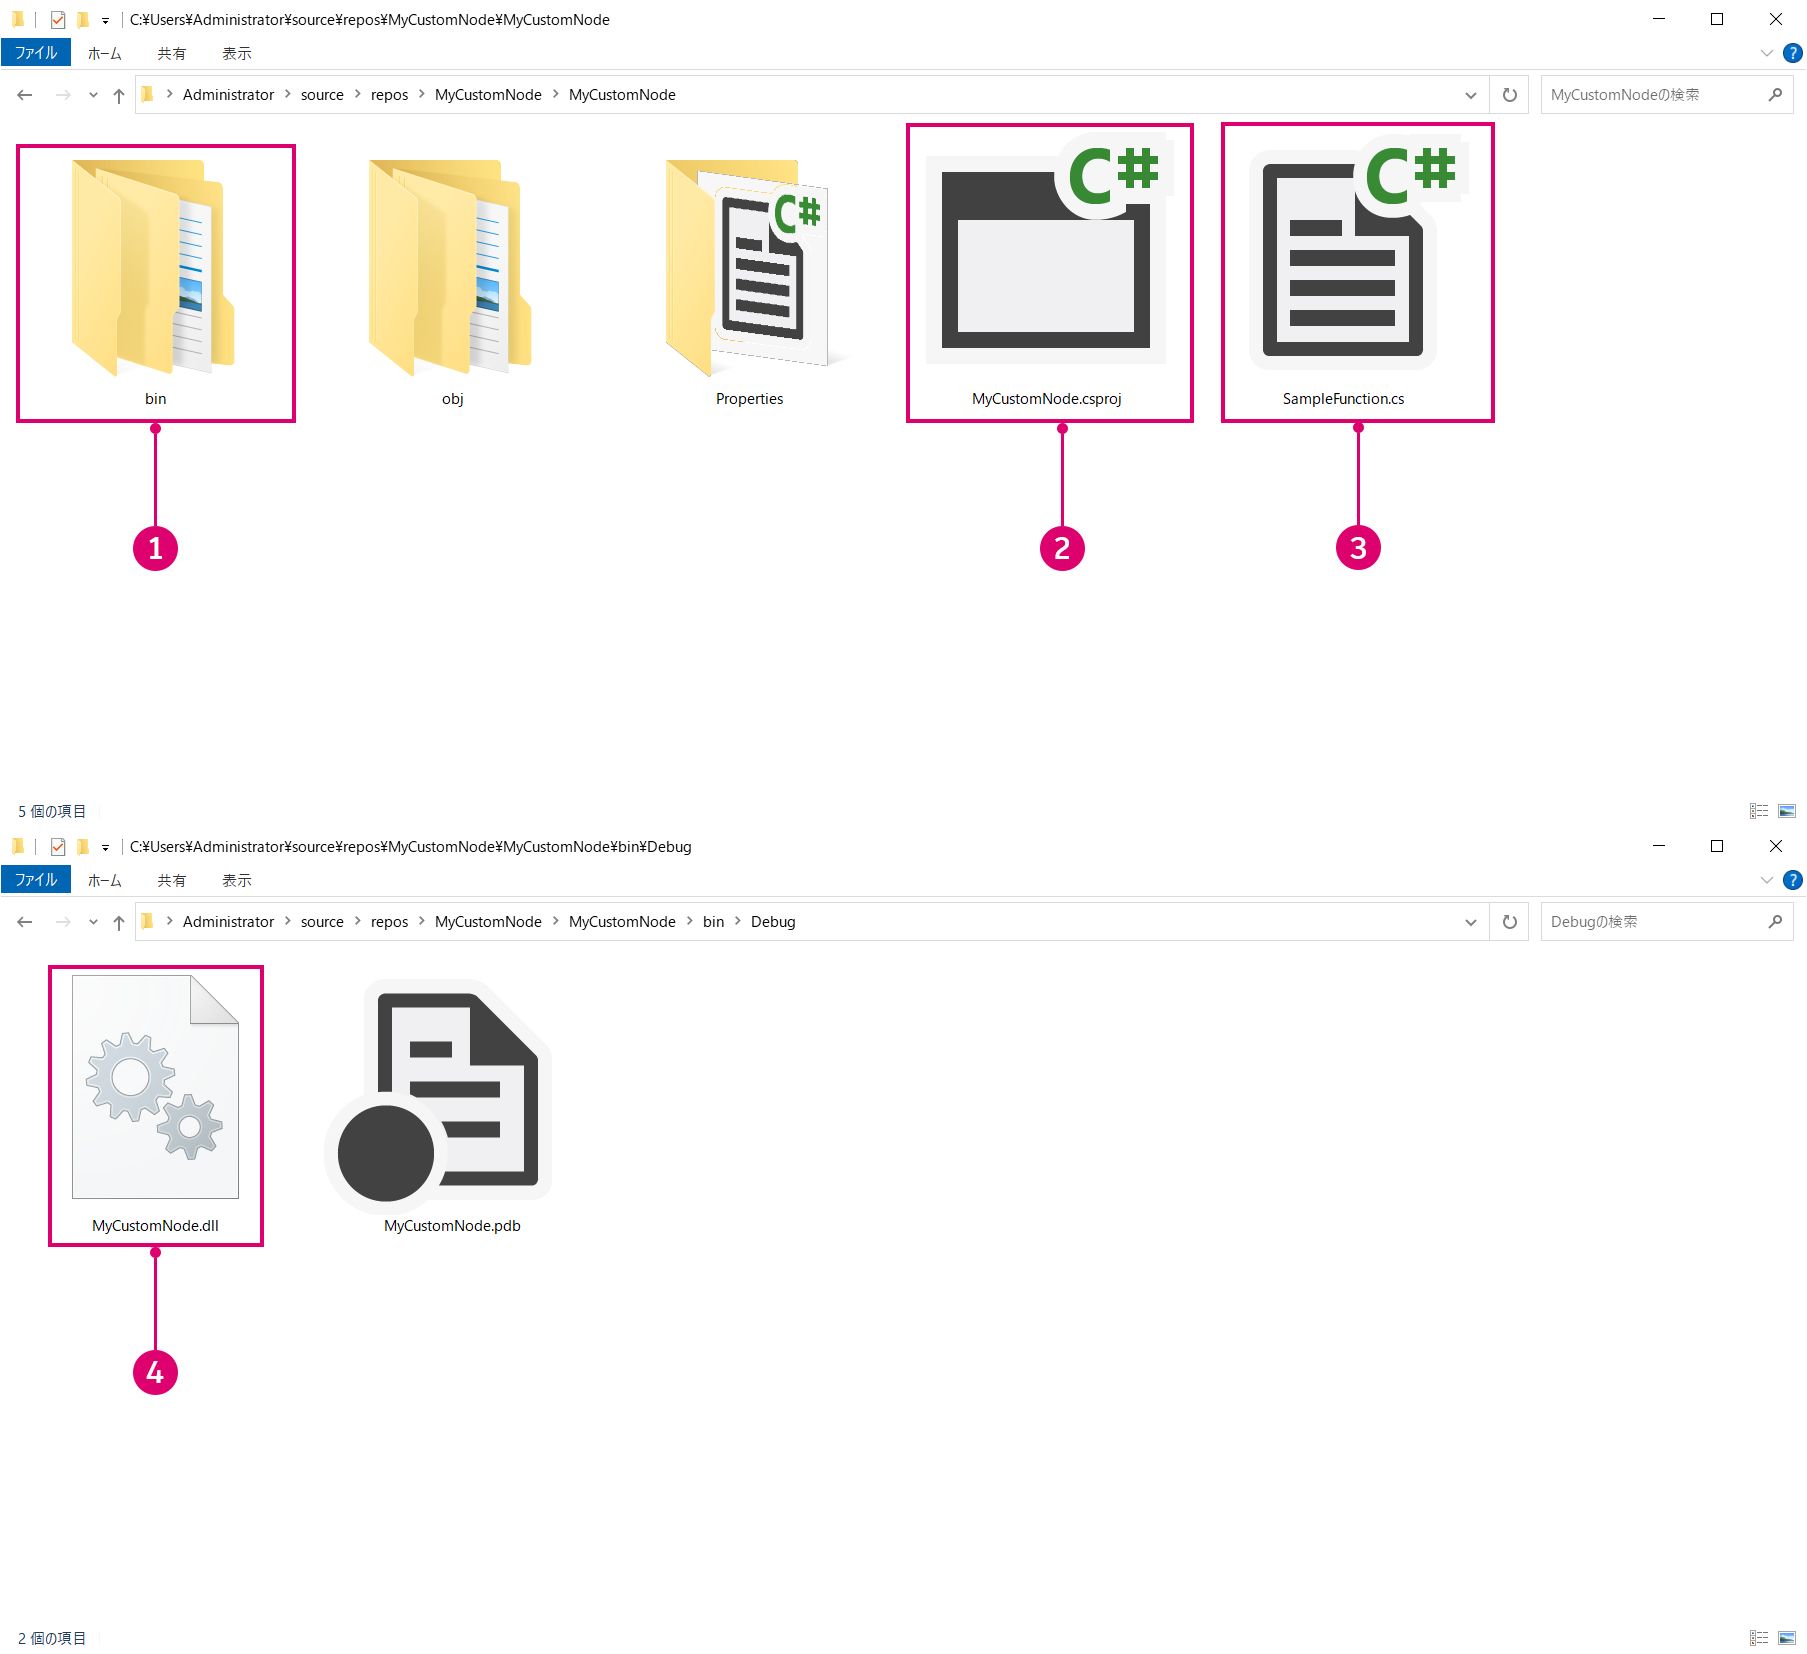 C:¥Users¥Administrator¥source¥repos¥MyCustomNode¥MyCustomNode
ファイル ホーム 共有 表示 ?
Administrator source repos MyCustomNode MyCustomNode MyCustomNodeの検索
C# C# C#
bin obj Properties MyCustomNode.csproj SampleFunction.cs
1 2 3
5 個の項目
C:¥Users¥Administrator¥source¥repos¥MyCustomNode¥MyCustomNode¥bin¥Debug
ファイル ホーム 共有 表示 ?
Administrator source repos MyCustomNode MyCustomNode bin Debug Debugの検索
MyCustomNode.dll MyCustomNode.pdb
4
2 個の項目